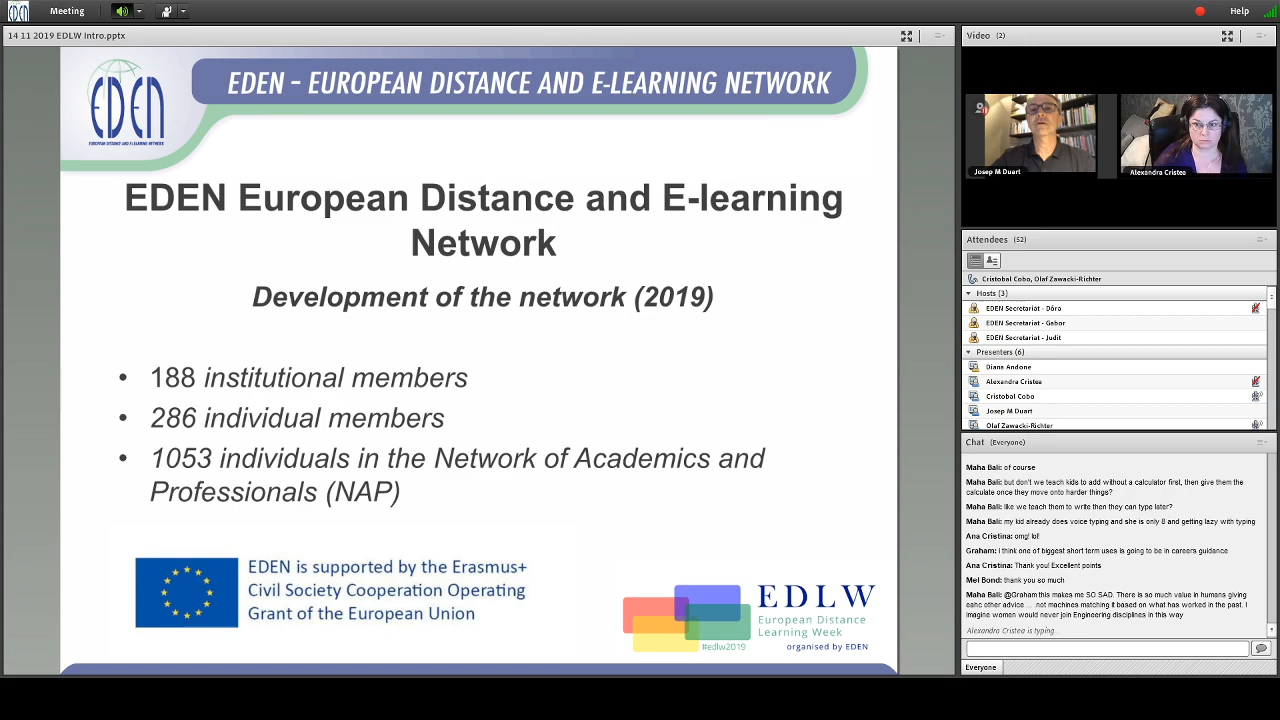 EDEN
Meeting
Help
14 11 2019 EDLW Intro.pptx
EDEN
EUROPEAN DISTANCE AND E-LEARNING NETWORK
EDEN – EUROPEAN DISTANCE AND E-LEARNING NETWORK
EDEN European Distance and E-learning
Network
Development of the network (2019)
• 188 institutional members
• 286 individual members
• 1053 individuals in the Network of Academics and
Professionals (NAP)
EDEN is supported by the Erasmus+
Civil Society Cooperation Operating
Grant of the European Union
EDLW
European Distance
Learning Week
#edlw2019
organised by EDEN
Video (2)
Josep M Duart
Alexandra Cristea
Attendees (52)
Cristobal Cobo, Olaf Zawacki-Richter
Hosts (3)
EDEN Secretariat - Dóra
EDEN Secretariat - Gabor
EDEN Secretariat - Judit
Presenters (6)
Diana Andone
Alexandra Cristea
Cristobal Cobo
Josep M Duart
Olaf Zawacki-Richter
Chat (Everyone)
Maha Bali: of course
Maha Bali: but don't we teach kids to add without a calculator first, then give them the
calculate once they move onto harder things?
Maha Bali: like we teach them to write then they can type later?
Maha Bali: my kid already does voice typing and she is only 8 and getting lazy with typing
Ana Cristina: omg! lol!
Graham: i think one of biggest short term uses is going to be in careers guidance
Ana Cristina: Thank you! Excellent points
Mel Bond: thank you so much
Maha Bali: @Graham this makes me SO SAD. There is so much value in humans giving
eahc other advice ... .not machines matching it based on what has worked in the past. I
imagine women would never join Engineering disciplines in this way
Alexandra Cristea is typing...
Everyone